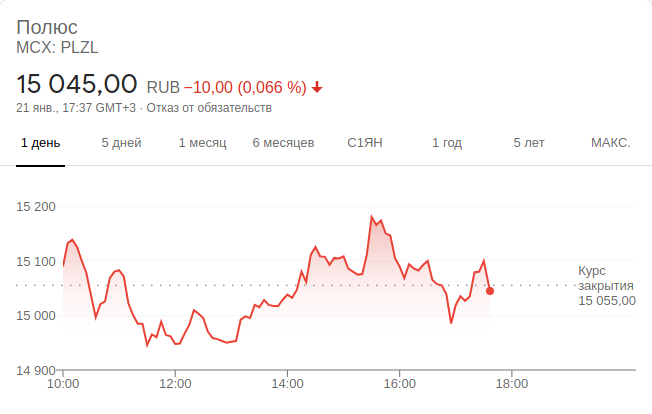 Полюс
MCX: PLZL
15 045,00 RUB −10,00 (0,066 %)
21 янв., 17:37 GMT+3 · Отказ от обязательств
1 день 5 дней 1 месяц 6 месяцев С1ЯН 1 год 5 лет МАКС.
15 200
15 100
Курс
закрытия
15 055,00
15 000
14 900
10:00 12:00 14:00 16:00 18:00